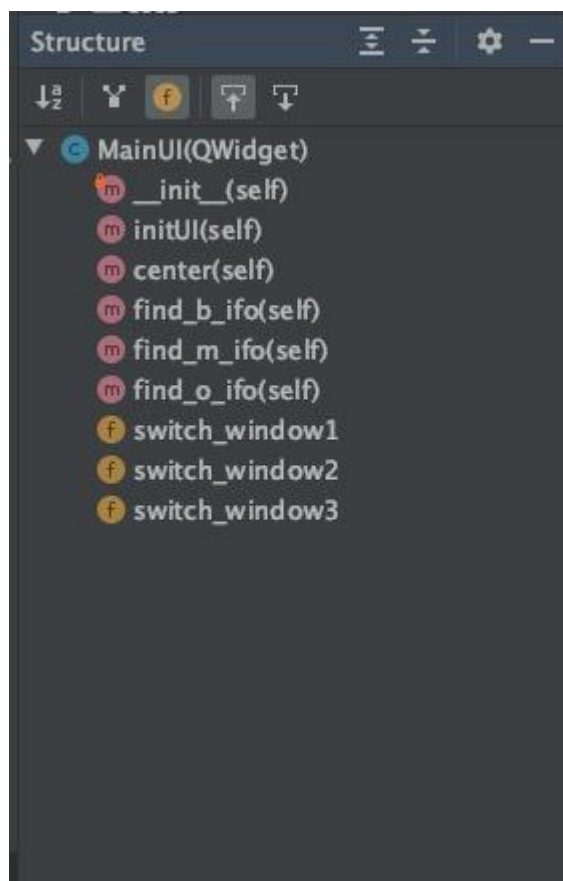 Structure
MainUI(QWidget)
__init__(self)
initUI(self)
center(self)
find_b_ifo(self)
find_m_ifo(self)
find_o_ifo(self)
switch_window1
switch_window2
switch_window3